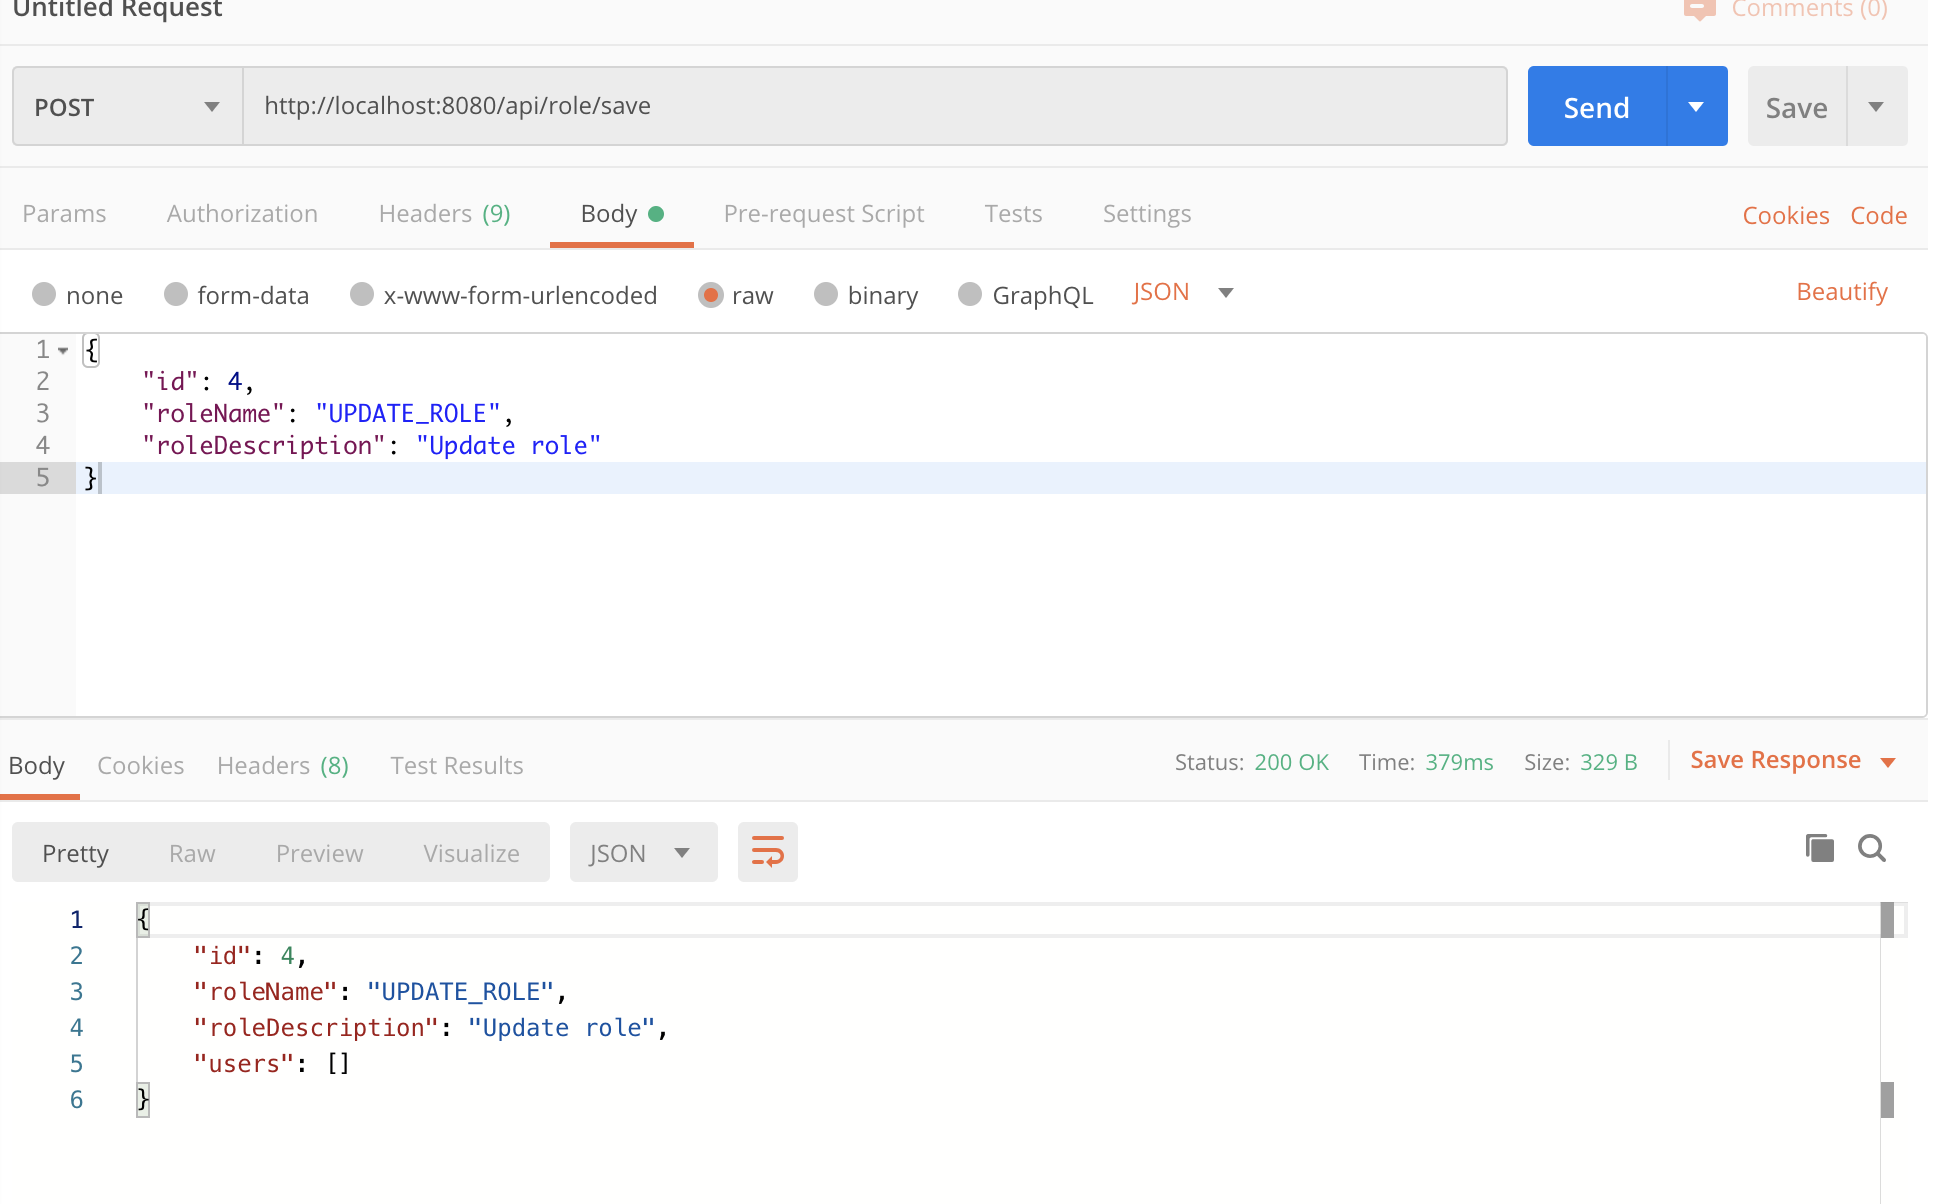 Untitled Request Comments (0)
POST http://localhost:8080/api/role/save Send Save
Params Authorization Headers (9) Body Pre-request Script Tests Settings Cookies Code
none form-data x-www-form-urlencoded raw binary GraphQL JSON Beautify
1 {
2 "id": 4,
3 "roleName": "UPDATE_ROLE",
4 "roleDescription": "Update role"
5 }
Body Cookies Headers (8) Test Results Status: 200 OK Time: 379ms Size: 329 B Save Response
Pretty Raw Preview Visualize JSON
1 {
2 "id": 4,
3 "roleName": "UPDATE_ROLE",
4 "roleDescription": "Update role",
5 "users": []
6 }